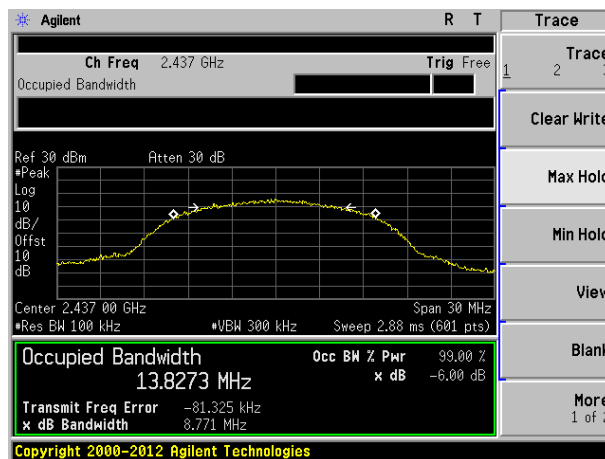 Agilent R T Trace
Ch Freq 2.437 GHz Trig Free
Occupied Bandwidth
Trace
1 2 3
Clear Write
Max Hold
Min Hold
View
Blank
More
1 of 2
Ref 30 dBm Atten 30 dB
#Peak
Log
10
dB/
Offst
10
dB
Center 2.437 00 GHz Span 30 MHz
#Res BW 100 kHz #VBW 300 kHz Sweep 2.88 ms (601 pts)
Occupied Bandwidth Occ BW % Pwr 99.00 %
13.8273 MHz x dB -6.00 dB
Transmit Freq Error -81.325 kHz
x dB Bandwidth 8.771 MHz
Copyright 2000-2012 Agilent Technologies